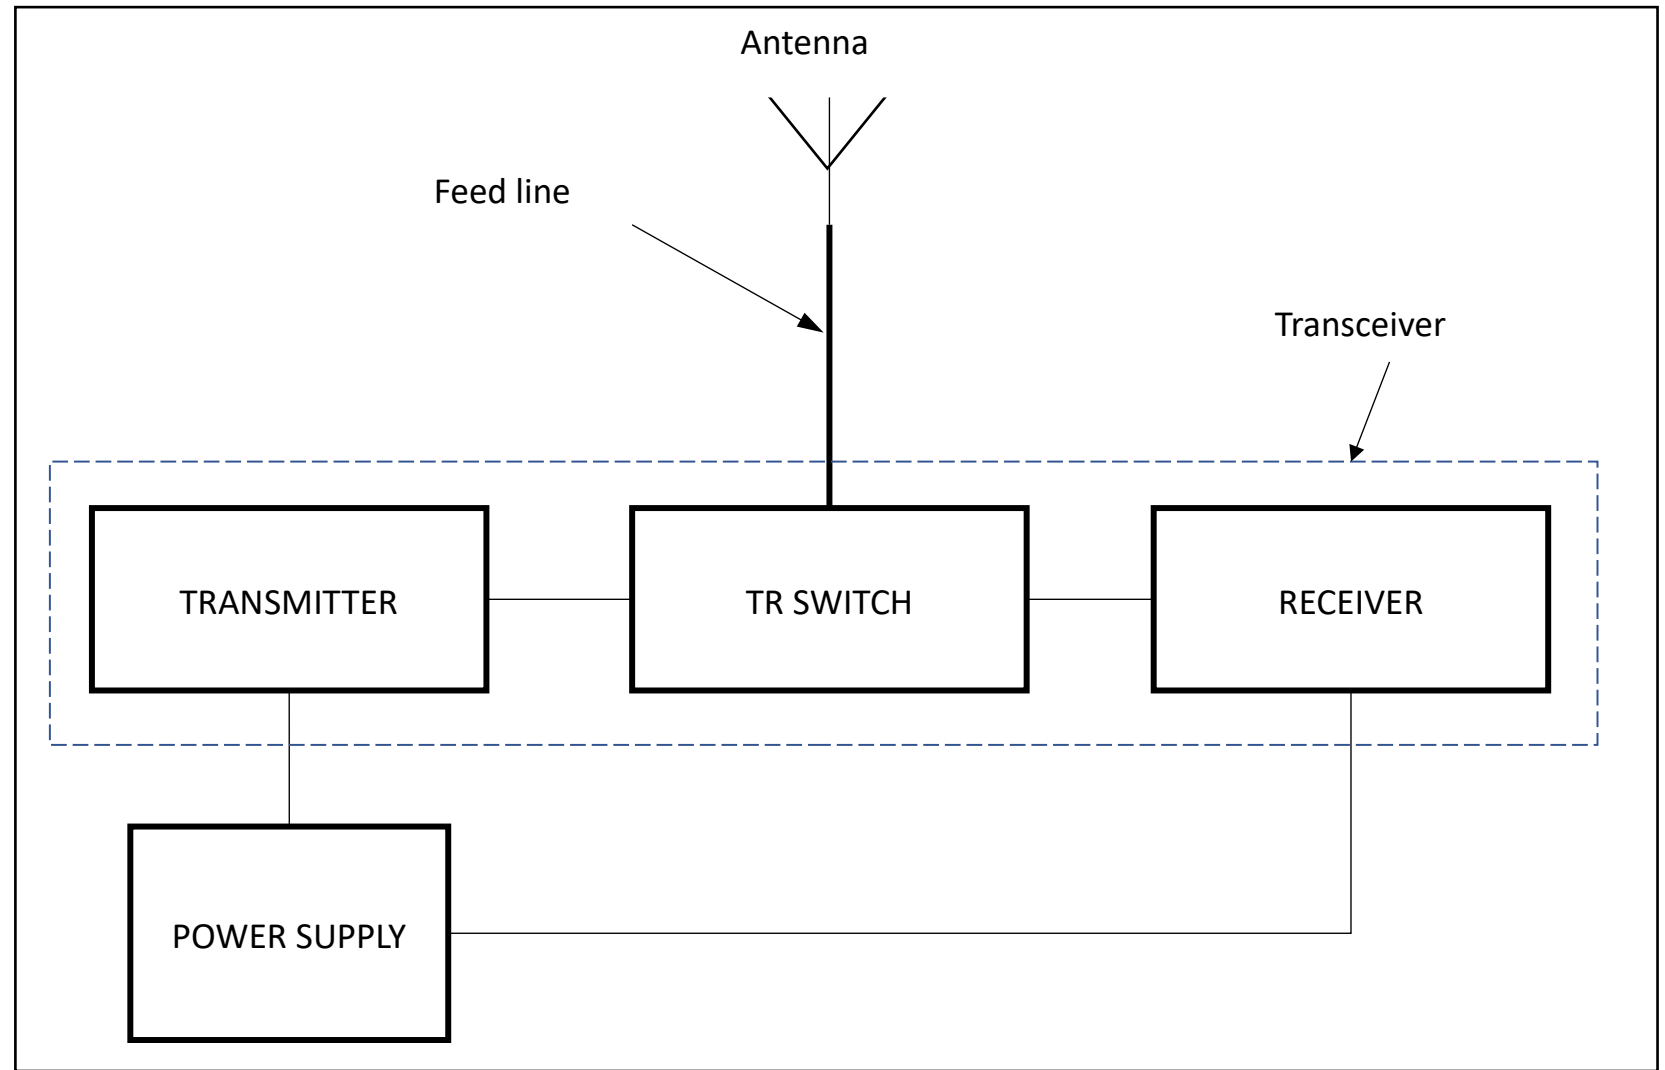 Antenna
Feed line
Transceiver
TRANSMITTER
TR SWITCH
RECEIVER
POWER SUPPLY